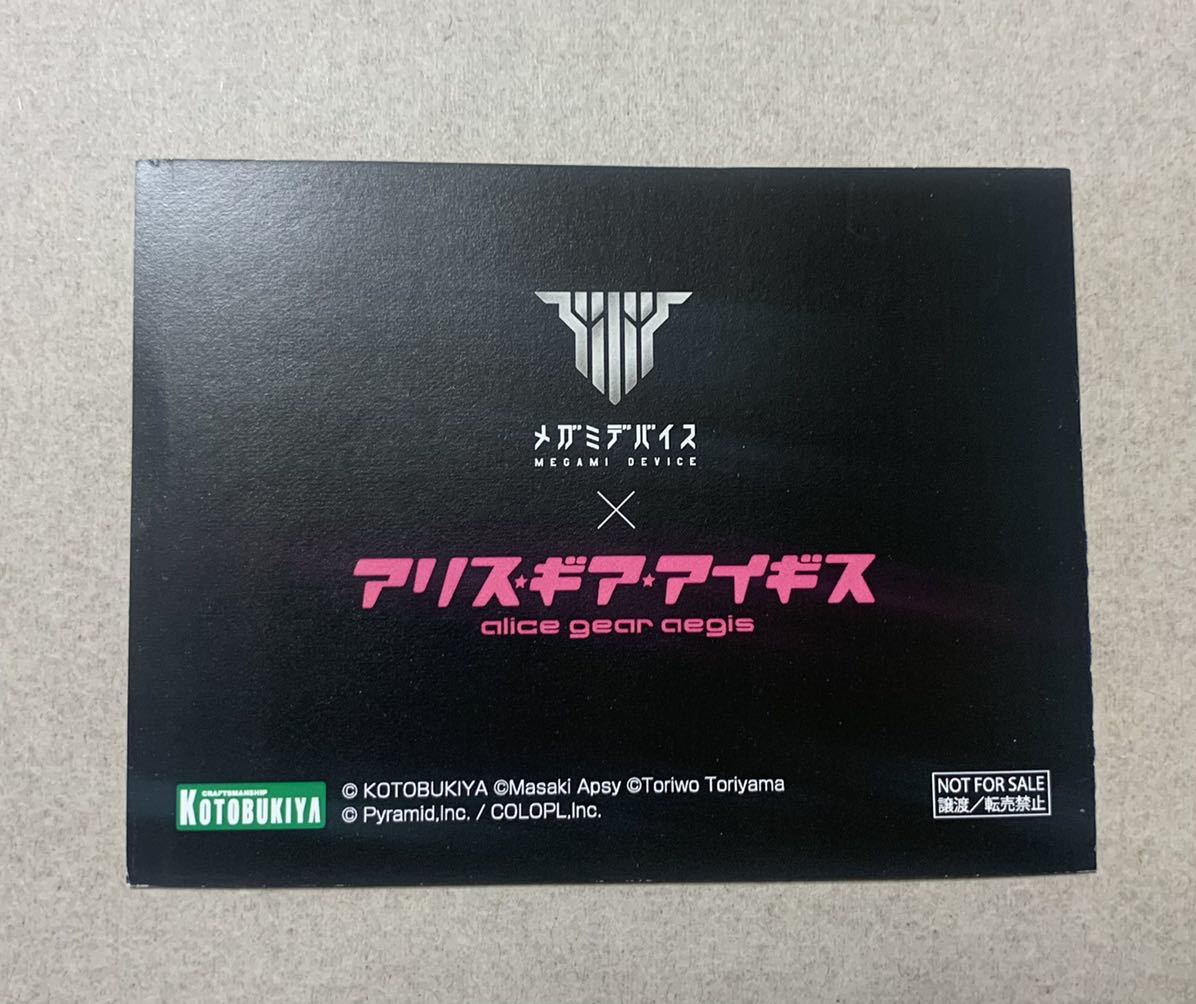 メガミデバイス
MEGAMI DEVICE
×
アリス★ギア★アイギス
alice gear aegis
CRAFTSMANSHIP
KOTOBUKIYA
© KOTOBUKIYA ©Masaki Apsy ©Toriwo Toriyama
© Pyramid,Inc. / COLOPL,Inc.
NOT FOR SALE
譲渡／転売禁止